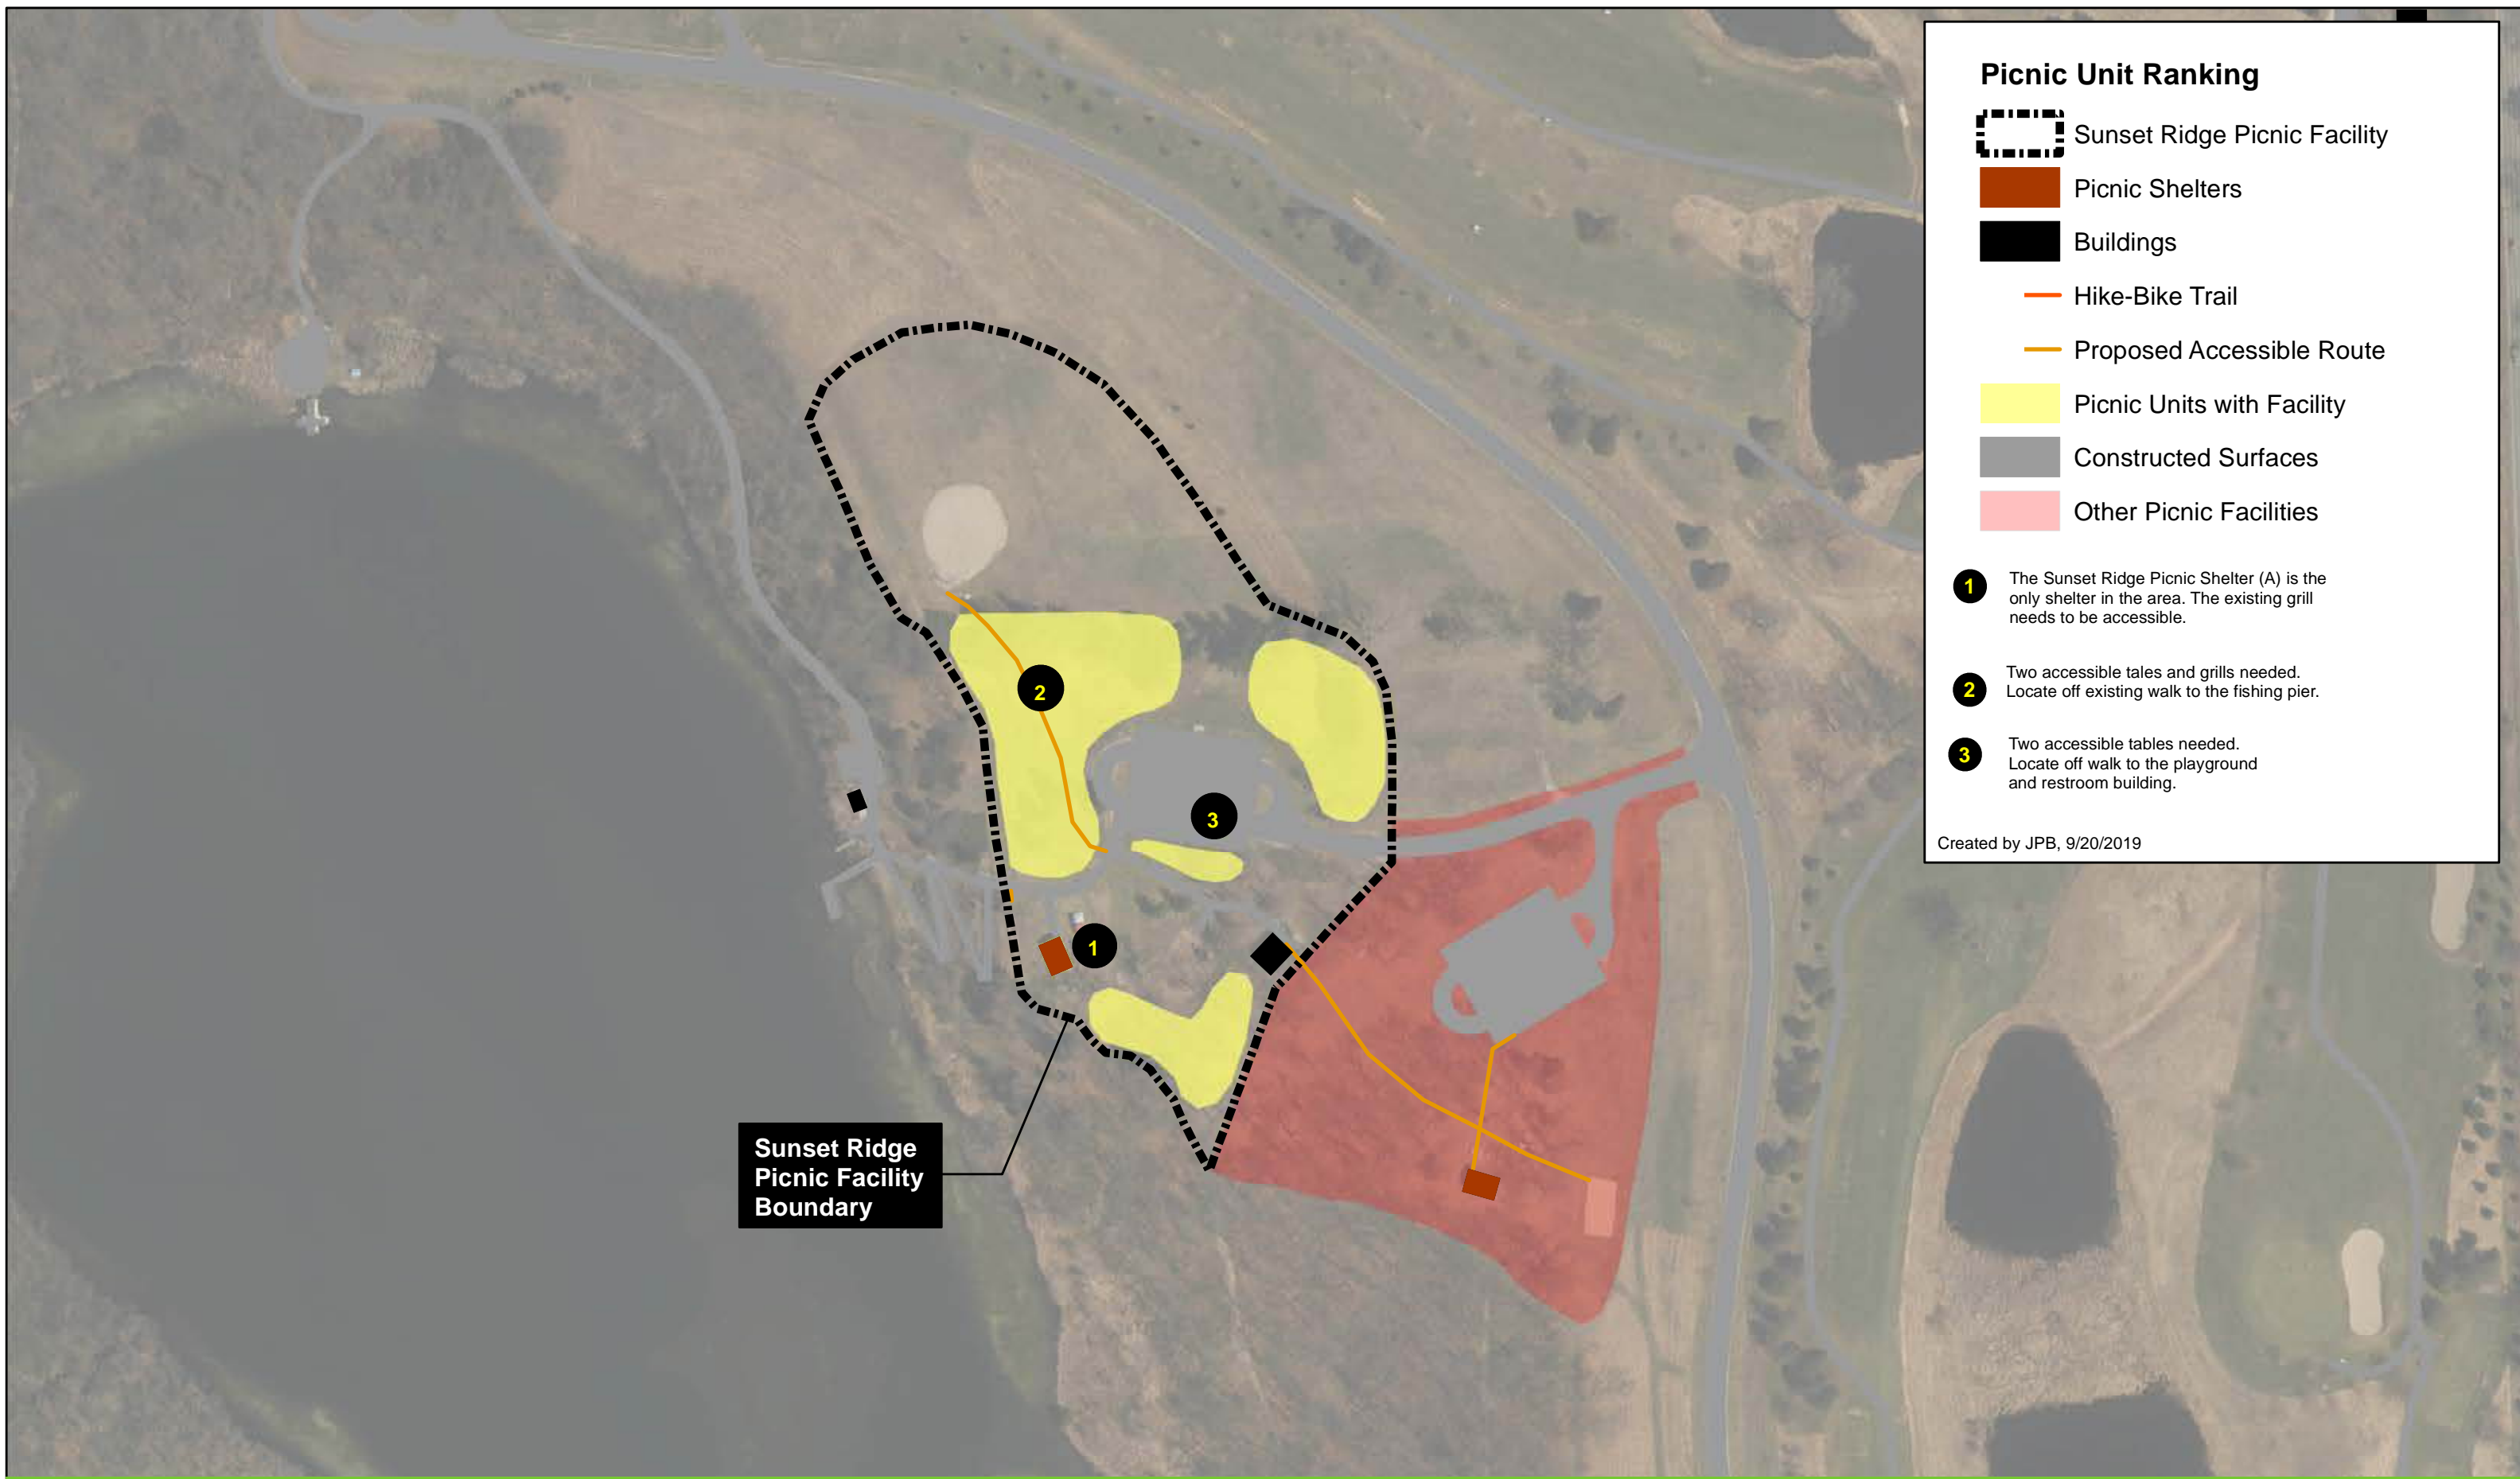 Picnic Unit Ranking
Sunset Ridge Picnic Facility
Picnic Shelters
Buildings
Hike-Bike Trail
Proposed Accessible Route
Picnic Units with Facility
Constructed Surfaces
Other Picnic Facilities
1
The Sunset Ridge Picnic Shelter (A) is the
only shelter in the area. The existing grill
needs to be accessible.
2
Two accessible tales and grills needed.
Locate off existing walk to the fishing pier.
3
Two accessible tables needed.
Locate off walk to the playground
and restroom building.
Created by JPB, 9/20/2019
2
3
1
Sunset Ridge
Picnic Facility
Boundary